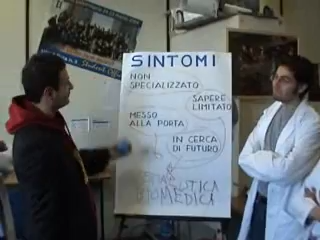 SINTOMI
NON
SPECIALIZZATO
SAPERE
LIMITATO
MESSO
ALLA PORTA
IN CERCA
DI FUTURO
BIOMEDICA